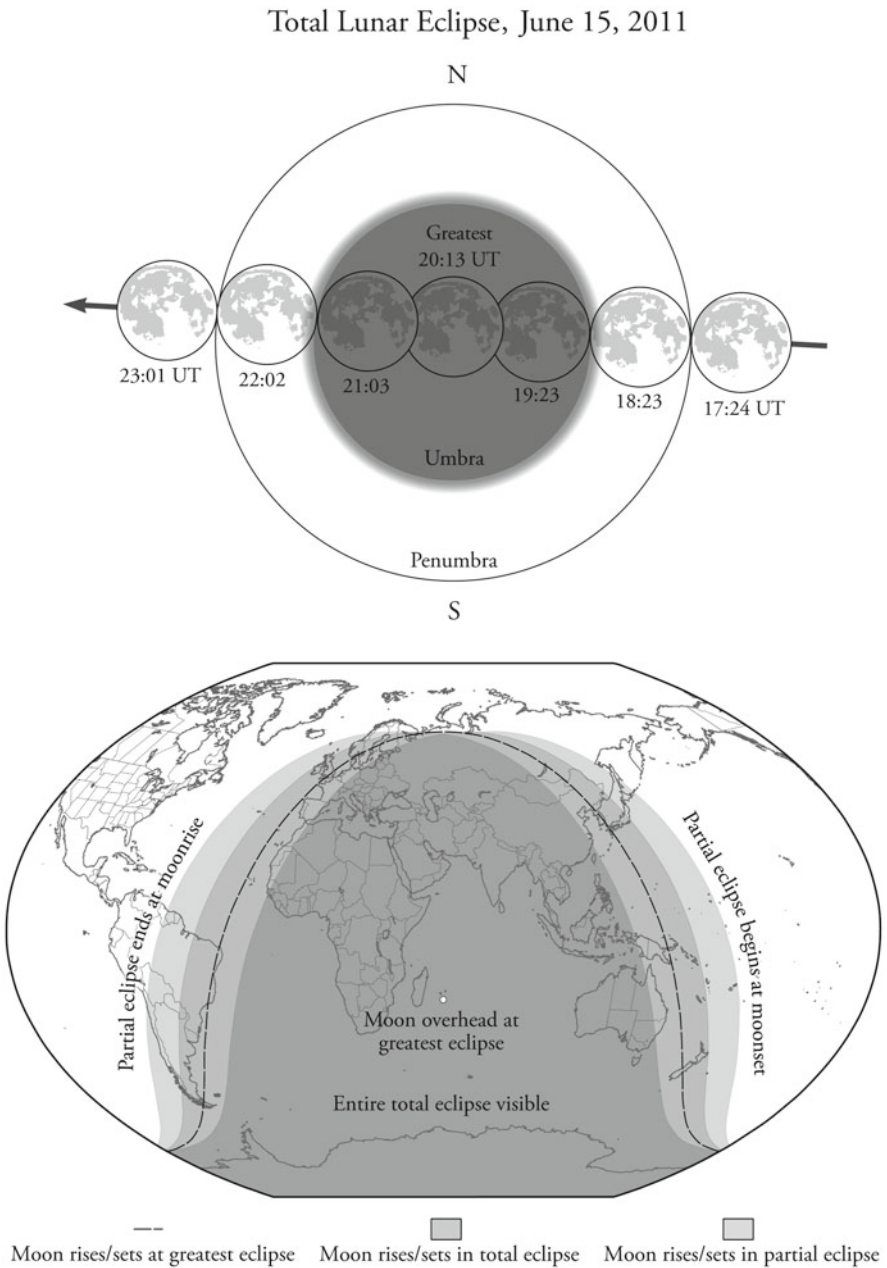 Total Lunar Eclipse, June 15, 2011
N
Greatest
20:13 UT
23:01 UT
22:02
21:03
19:23
18:23
17:24 UT
Umbra
Penumbra
S
Partial eclipse ends at moonrise
Partial eclipse begins at moonset
Moon overhead at
greatest eclipse
Entire total eclipse visible
Moon rises/sets at greatest eclipse
Moon rises/sets in total eclipse
Moon rises/sets in partial eclipse